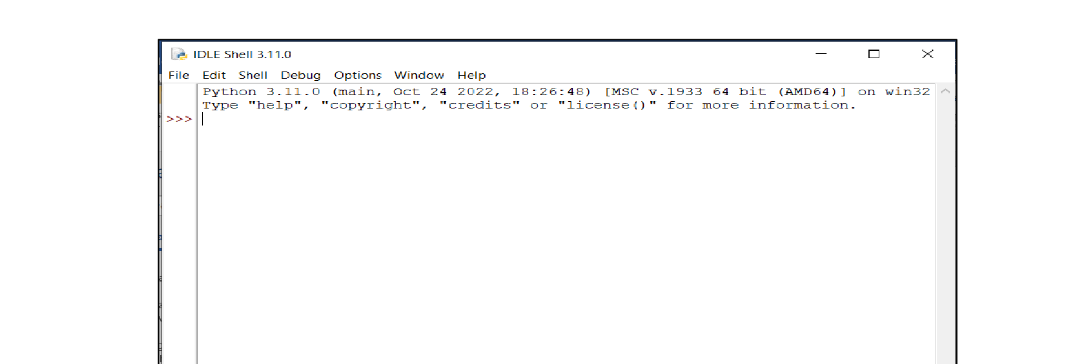 IDLE Shell 3.11.0
File Edit Shell Debug Options Window Help
Python 3.11.0 (main, Oct 24 2022, 18:26:48) [MSC v.1933 64 bit (AMD64)] on win32
Type "help", "copyright", "credits" or "license()" for more information.
>>>